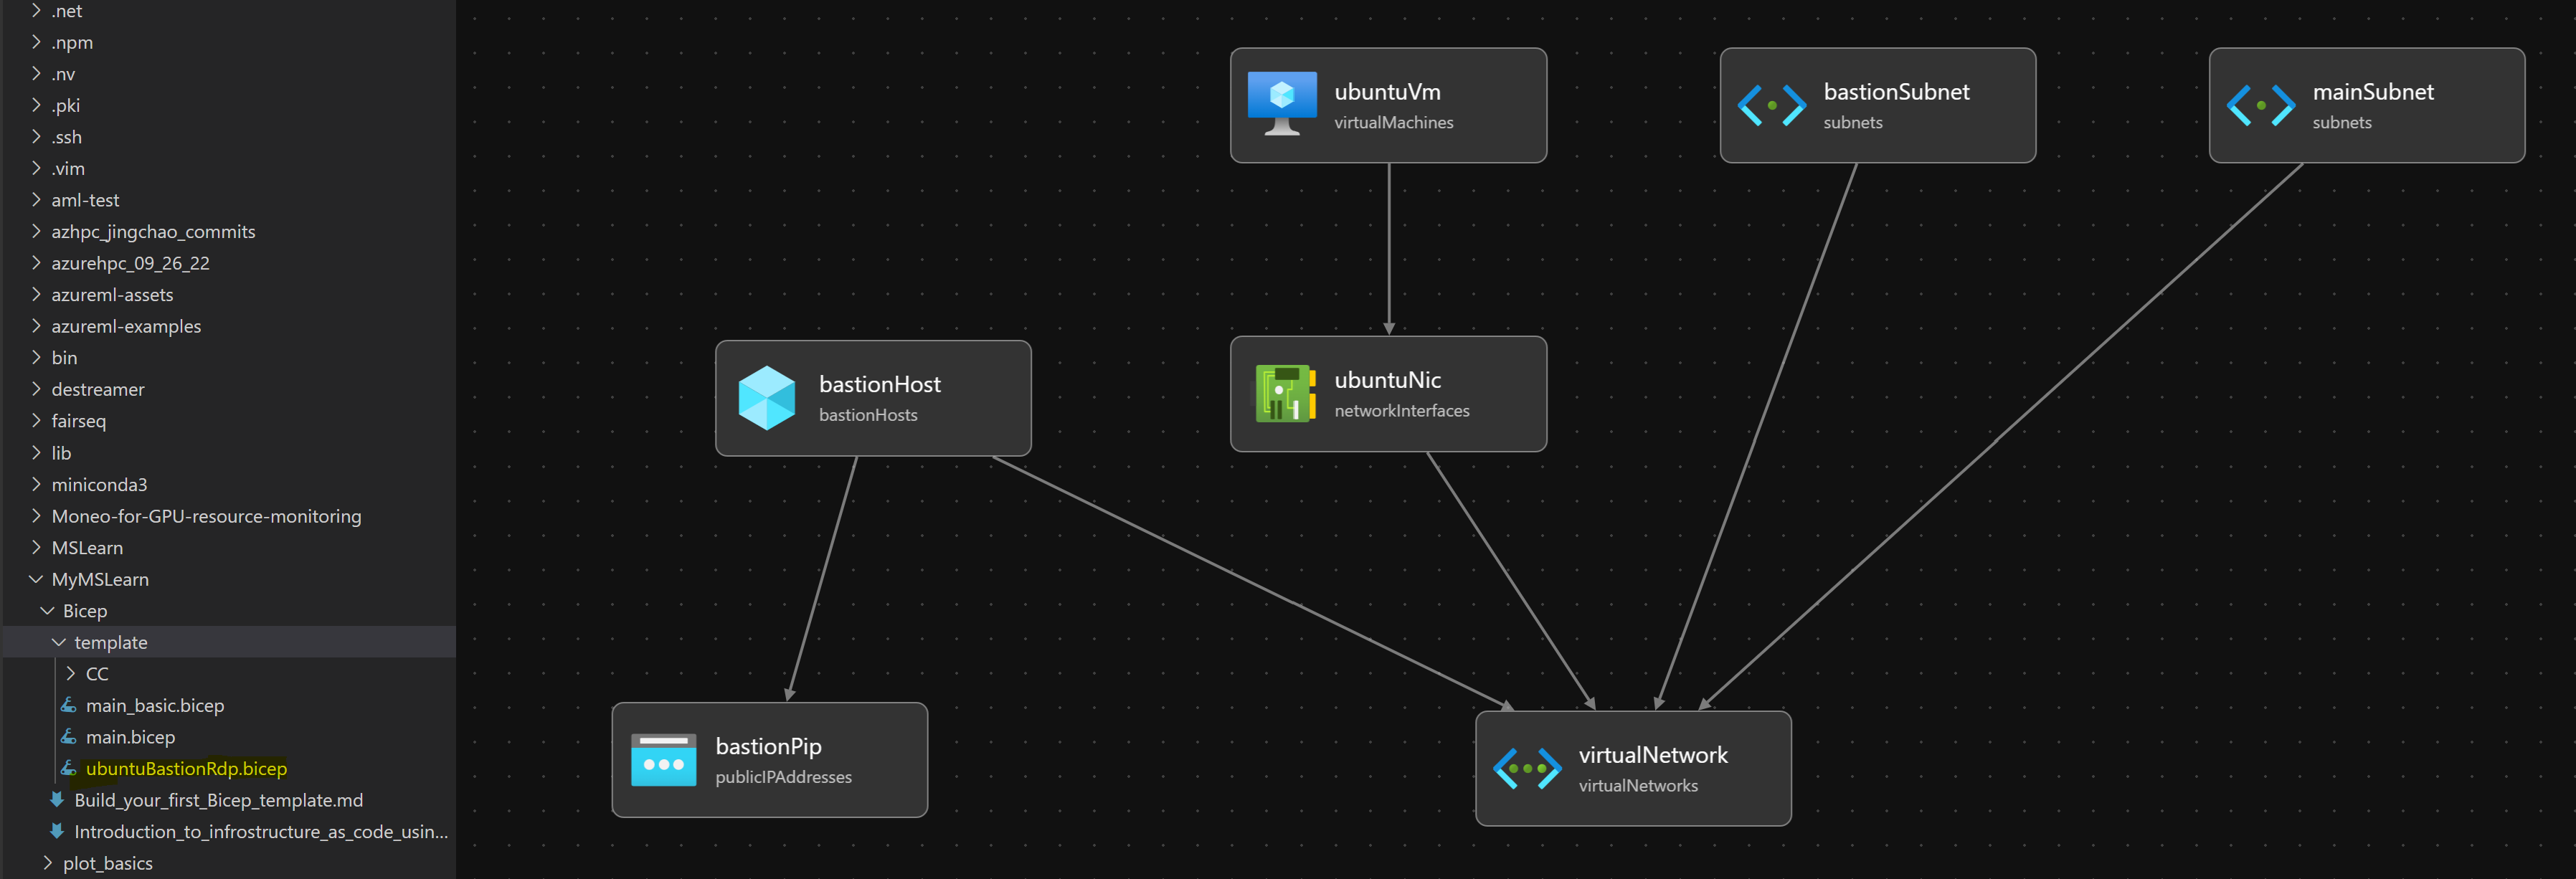 .net
.npm
.nv
.pki
.ssh
.vim
aml-test
azhpc_jingchao_commits
azurehpc_09_26_22
azureml-assets
azureml-examples
bin
destreamer
fairseq
lib
miniconda3
Moneo-for-GPU-resource-monitoring
MSLearn
MyMSLearn
Bicep
template
CC
main_basic.bicep
main.bicep
ubuntuBastionRdp.bicep
Build_your_first_Bicep_template.md
Introduction_to_infrostructure_as_code_usin...
plot_basics
ubuntuVm
virtualMachines
bastionSubnet
subnets
mainSubnet
subnets
bastionHost
bastionHosts
ubuntuNic
networkInterfaces
bastionPip
publicIPAddresses
virtualNetwork
virtualNetworks